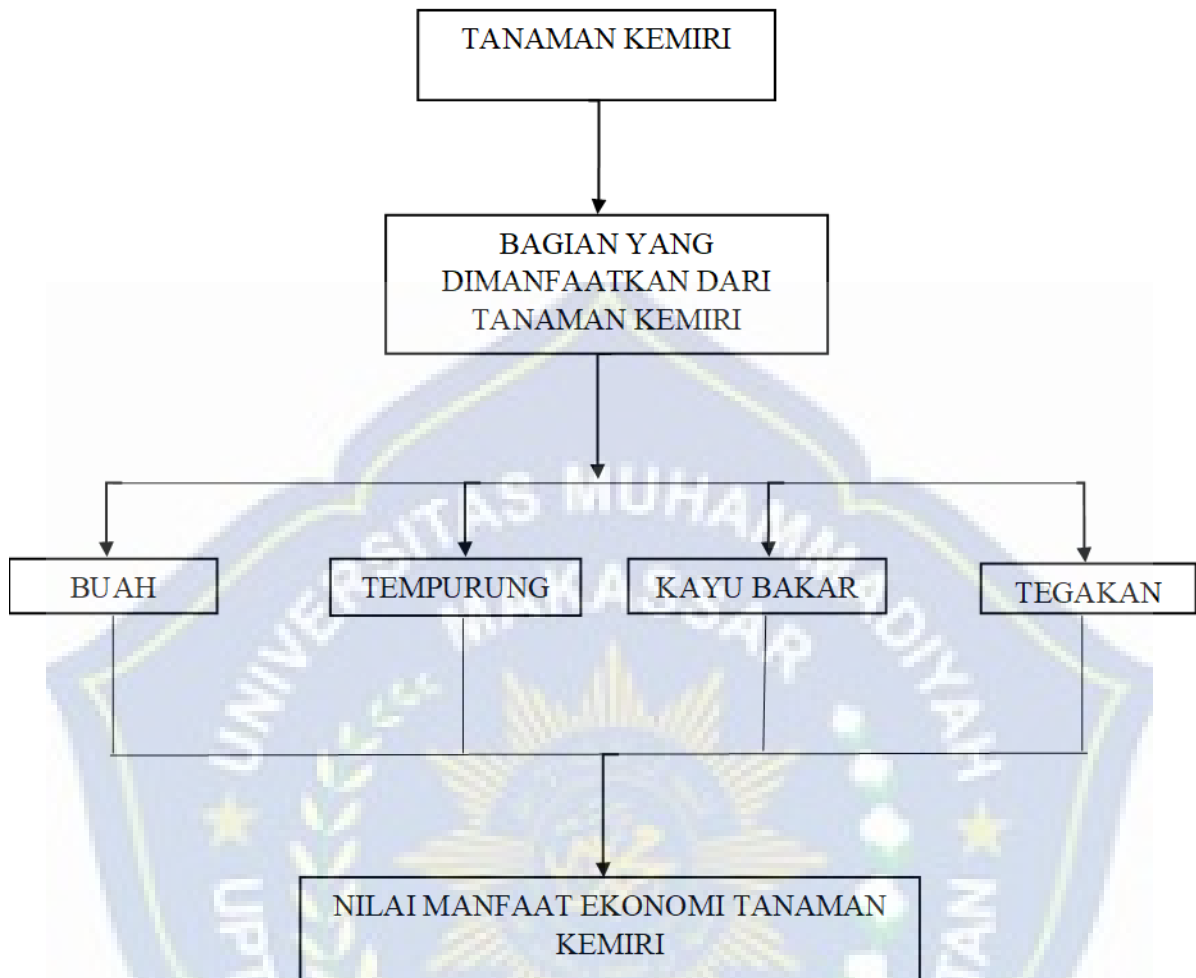 TANAMAN KEMIRI
BAGIAN YANG
DIMANFAATKAN DARI
TANAMAN KEMIRI
UNIVERSITAS MUHAMMADIYAH
MAKASSAR
BUAH
TEMPURUNG
KAYU BAKAR
TEGAKAN
NILAI MANFAAT EKONOMI TANAMAN
KEMIRI